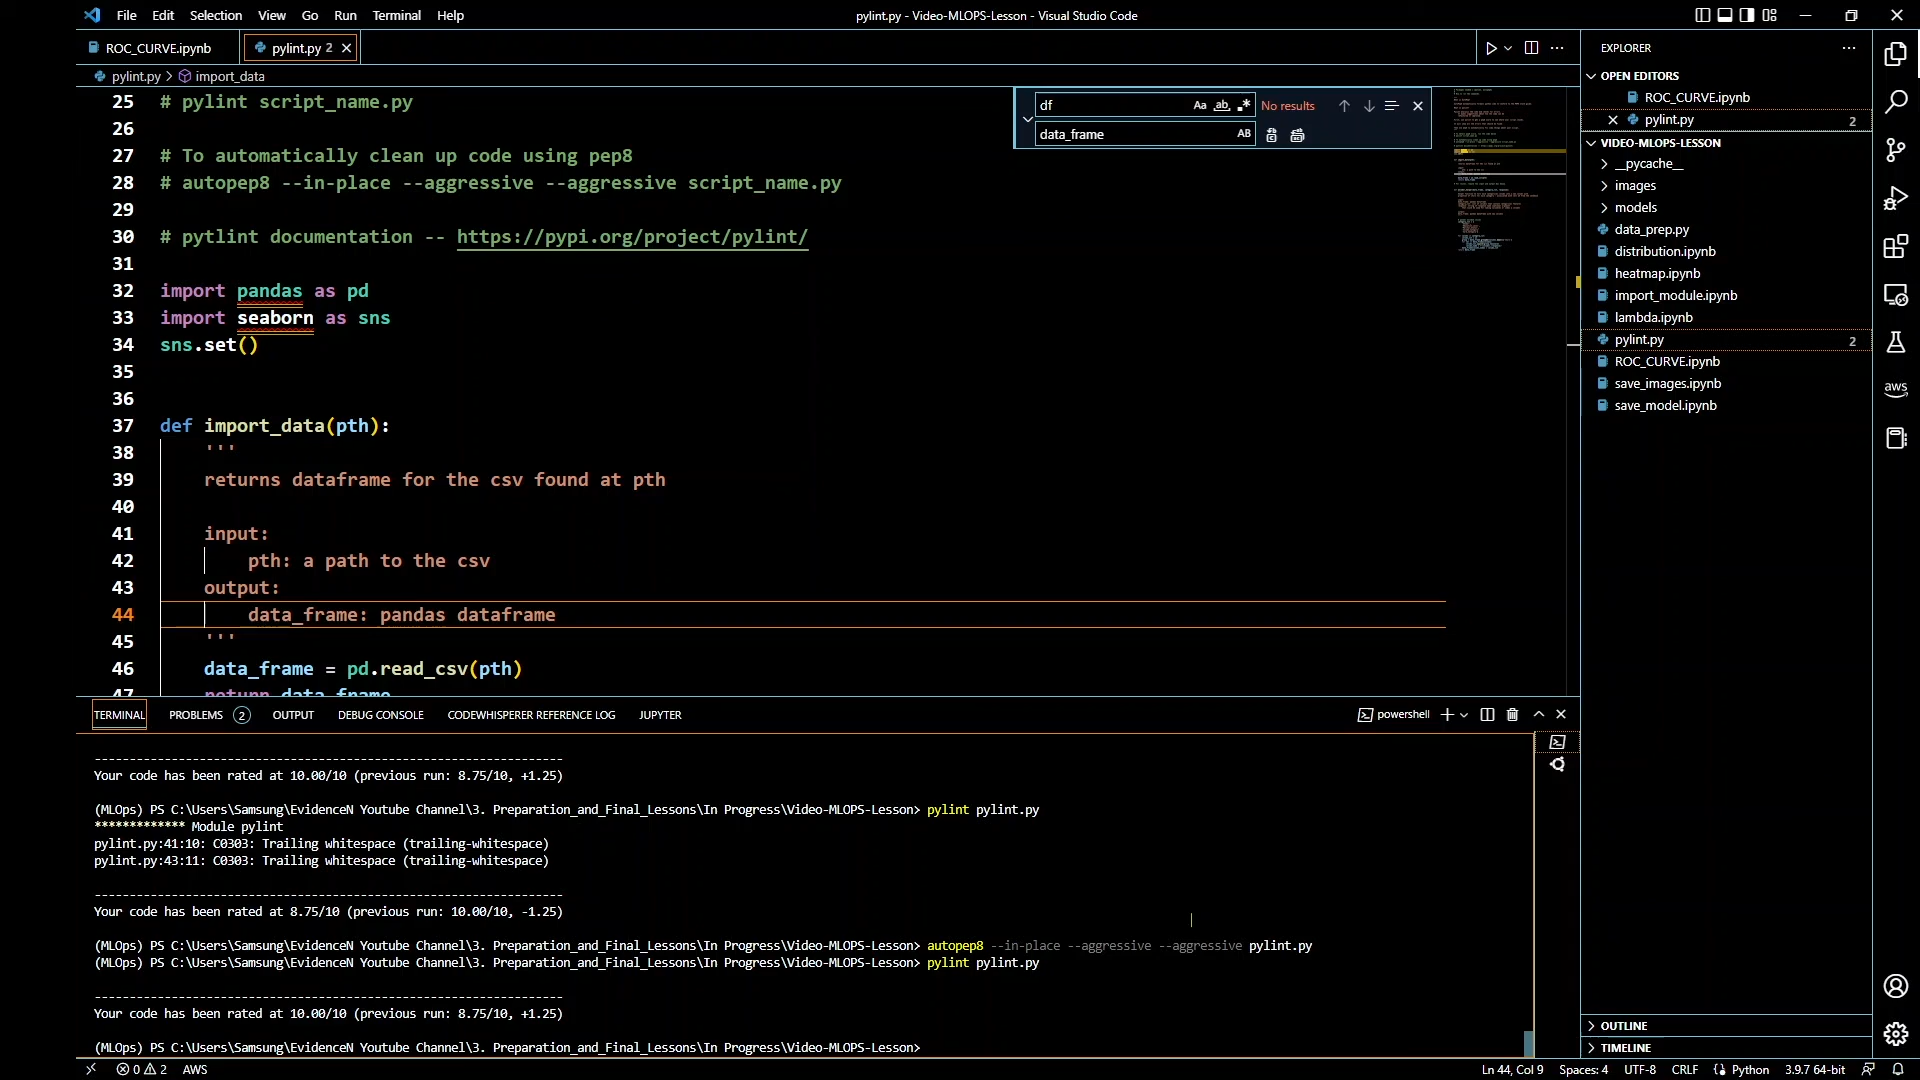 File Edit Selection View Go Run Terminal Help
pylint.py - Video-MLOPS-Lesson - Visual Studio Code
ROC_CURVE.ipynb
pylint.py 2
pylint.py > import_data
25 # pylint script_name.py
26
27 # To automatically clean up code using pep8
28 # autopep8 --in-place --aggressive --aggressive script_name.py
29
30 # pytlint documentation -- https://pypi.org/project/pylint/
31
32 import pandas as pd
33 import seaborn as sns
34 sns.set()
35
36
37 def import_data(pth):
38 '''
39 returns dataframe for the csv found at pth
40
41 input:
42 pth: a path to the csv
43 output:
44 data_frame: pandas dataframe
45 '''
46 data_frame = pd.read_csv(pth)
47 return data_frame
df
Aa ab .* No results
data_frame
AB
TERMINAL PROBLEMS 2 OUTPUT DEBUG CONSOLE CODEWHISPERER REFERENCE LOG JUPYTER
powershell
---------------------------------------------------------------------
Your code has been rated at 10.00/10 (previous run: 8.75/10, +1.25)
(MLOps) PS C:\Users\Samsung\EvidenceN Youtube Channel\3. Preparation_and_Final_Lessons\In Progress\Video-MLOPS-Lesson> pylint pylint.py
************* Module pylint
pylint.py:41:10: C0303: Trailing whitespace (trailing-whitespace)
pylint.py:43:11: C0303: Trailing whitespace (trailing-whitespace)
---------------------------------------------------------------------
Your code has been rated at 8.75/10 (previous run: 10.00/10, -1.25)
(MLOps) PS C:\Users\Samsung\EvidenceN Youtube Channel\3. Preparation_and_Final_Lessons\In Progress\Video-MLOPS-Lesson> autopep8 --in-place --aggressive --aggressive pylint.py
(MLOps) PS C:\Users\Samsung\EvidenceN Youtube Channel\3. Preparation_and_Final_Lessons\In Progress\Video-MLOPS-Lesson> pylint pylint.py
---------------------------------------------------------------------
Your code has been rated at 10.00/10 (previous run: 8.75/10, +1.25)
(MLOps) PS C:\Users\Samsung\EvidenceN Youtube Channel\3. Preparation_and_Final_Lessons\In Progress\Video-MLOPS-Lesson>
EXPLORER
OPEN EDITORS
ROC_CURVE.ipynb
pylint.py 2
VIDEO-MLOPS-LESSON
__pycache__
images
models
data_prep.py
distribution.ipynb
heatmap.ipynb
import_module.ipynb
lambda.ipynb
pylint.py 2
ROC_CURVE.ipynb
save_images.ipynb
save_model.ipynb
OUTLINE
TIMELINE
aws
0 2 AWS
Ln 44, Col 9 Spaces: 4 UTF-8 CRLF Python 3.9.7 64-bit